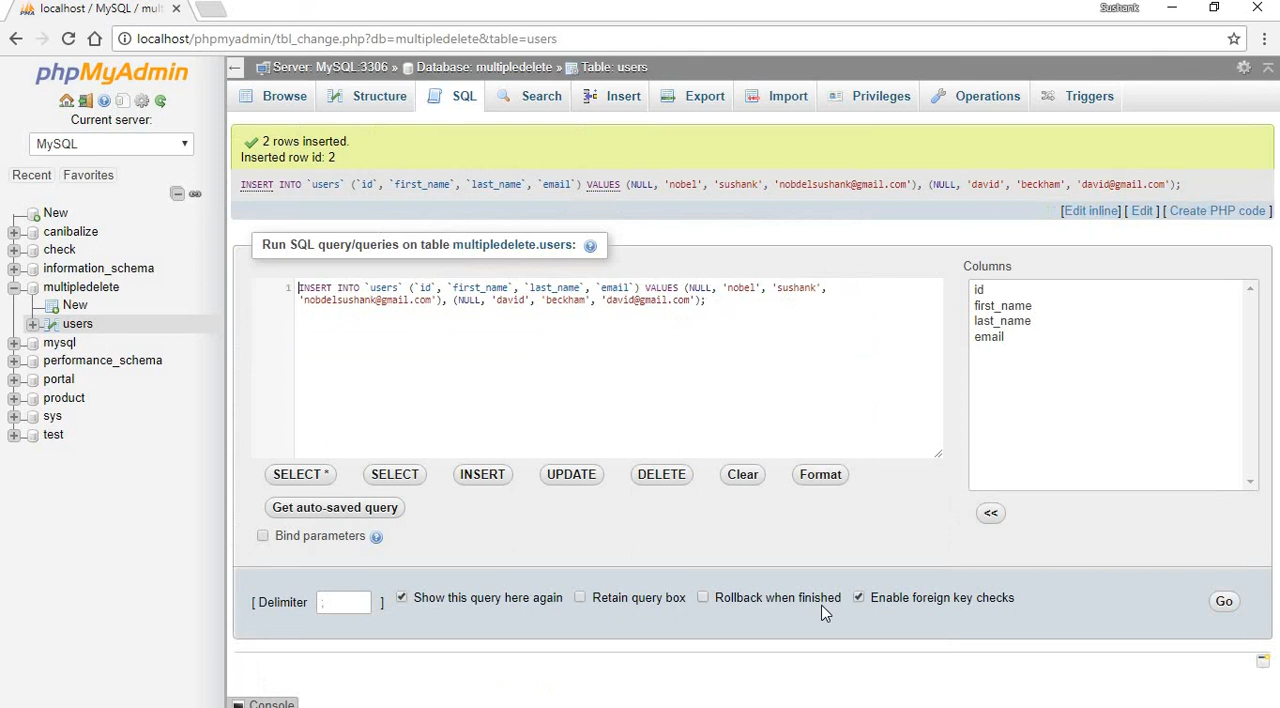 localhost / MySQL / mult
Sushank
localhost/phpmyadmin/tbl_change.php?db=multipledelete&table=users
phpMyAdmin
Current server:
MySQL
Recent Favorites
New
canibalize
check
information_schema
multipledelete
New
users
mysql
performance_schema
portal
product
sys
test
Server: MySQL:3306 » Database: multipledelete » Table: users
Browse Structure SQL Search Insert Export Import Privileges Operations Triggers
2 rows inserted.
Inserted row id: 2
INSERT INTO `users` (`id`, `first_name`, `last_name`, `email`) VALUES (NULL, 'nobel', 'sushank', 'nobdelsushank@gmail.com'), (NULL, 'david', 'beckham', 'david@gmail.com');
[Edit inline] [ Edit ] [ Create PHP code ]
Run SQL query/queries on table multipledelete.users:
1 INSERT INTO `users` (`id`, `first_name`, `last_name`, `email`) VALUES (NULL, 'nobel', 'sushank',
'nobdelsushank@gmail.com'), (NULL, 'david', 'beckham', 'david@gmail.com');
Columns
id
first_name
last_name
email
SELECT * SELECT INSERT UPDATE DELETE Clear Format
<<
Get auto-saved query
Bind parameters
[ Delimiter ; ] Show this query here again Retain query box Rollback when finished Enable foreign key checks Go
Console